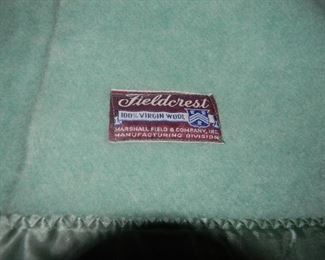 Fieldcrest
100% VIRGIN WOOL
MARSHALL FIELD & COMPANY, INC.
MANUFACTURING DIVISION